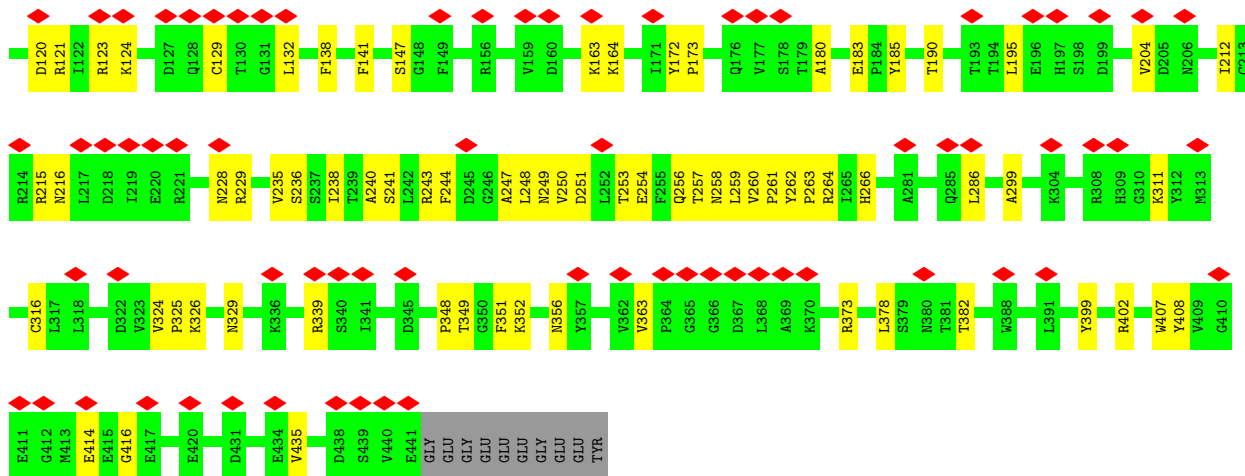 D120 R121 I122 R123 K124 D127 Q128 C129 T130 G131 L132 F138 F141 S147 G148 F149 R156 V159 D160 K163 K164 I171 Y172 P173 Q176 V177 S178 T179 A180 E183 P184 Y185 T190 T193 T194 L195 E196 H197 S198 D199 V204 D205 N206 I212 C213
R214 R215 N216 L217 D218 I219 E220 R221 N228 R229 V235 S236 S237 I238 T239 A240 S241 L242 R243 F244 D245 G246 A247 L248 N249 V250 D251 L252 T253 E254 F255 Q256 T257 N258 L259 V260 P261 Y262 P263 R264 I265 H266 A281 Q285 L286 A299 K304 R308 H309 G310 K311 Y312 M313
C316 L317 L318 D322 V323 V324 P325 K326 N329 K336 R339 S340 I341 D345 P348 T349 G350 F351 K352 N356 Y357 V362 V363 P364 G365 G366 D367 L368 A369 K370 R373 L378 S379 N380 T381 T382 W388 L391 Y399 R402 W407 Y408 V409 G410
E411 G412 M413 E414 E415 G416 E417 E420 D431 E434 V435 D438 S439 V440 E441 GLY GLU GLY GLU GLU GLU GLY GLU GLU TYR